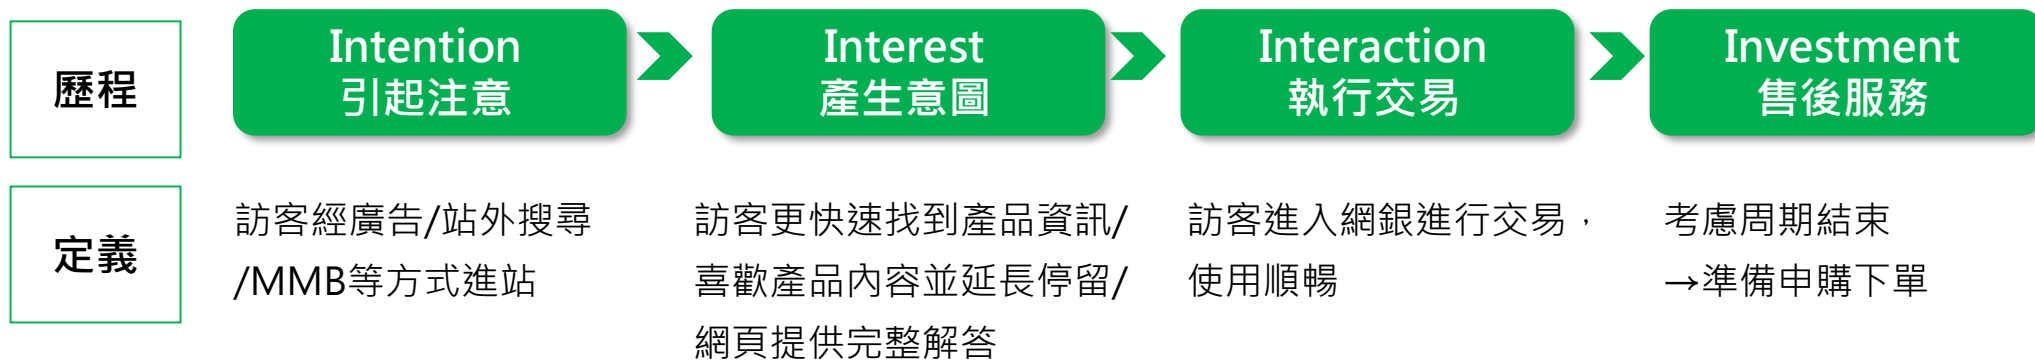 歷程
Intention
引起注意
Interest
產生意圖
Interaction
執行交易
Investment
售後服務
定義
訪客經廣告/站外搜尋
/MMB等方式進站
訪客更快速找到產品資訊/
喜歡產品內容並延長停留/
網頁提供完整解答
訪客進入網銀進行交易，
使用順暢
考慮周期結束
→準備申購下單